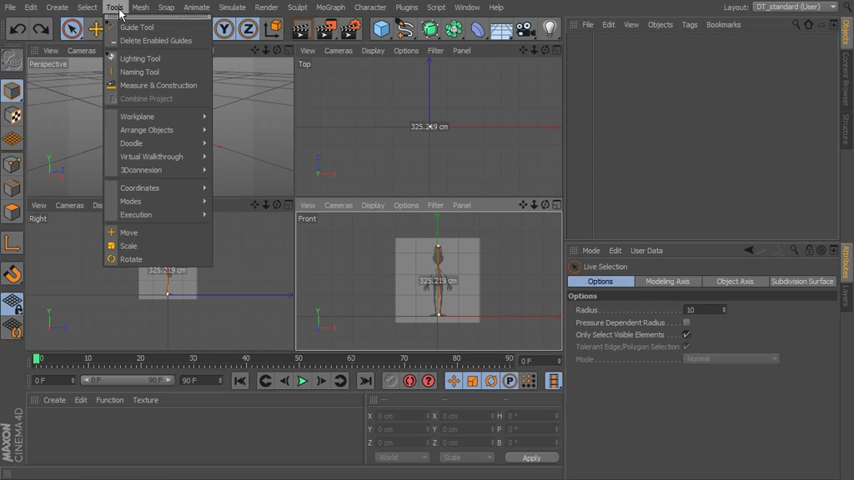 File Edit Create Select Tools Mesh Snap Animate Simulate Render Sculpt MoGraph Character Plugins Script Window Help Layout: DT_standard (User)
Guide Tool
Delete Enabled Guides
Lighting Tool
Naming Tool
Measure & Construction
Combine Project
Workplane
Arrange Objects
Doodle
Virtual Walkthrough
3Dconnexion
Coordinates
Modes
Execution
Move
Scale
Rotate
View Cameras
Perspective
Cameras Display Options Filter Panel
Top
325.219 cm
View Cameras Display
Right
325.219 cm
View Cameras Display Options Filter Panel
Front
325.219 cm
File Edit View Objects Tags Bookmarks
Objects
Content Browser
Structure
Mode Edit User Data
Live Selection
Options Modeling Axis Object Axis Subdivision Surface
Options
Radius 10
Pressure Dependent Radius
Only Select Visible Elements
Tolerant Edge/Polygon Selection
Mode Normal
Attributes
Layers
0 10 20 30 40 50 60 70 80 90 0 F
0 F 0 F 90 F 90 F
Create Edit Function Texture
-- -- --
X 0 cm X 0 cm H 0°
Y 0 cm Y 0 cm P 0°
Z 0 cm Z 0 cm B 0°
World Scale Apply
MAXON
CINEMA4D